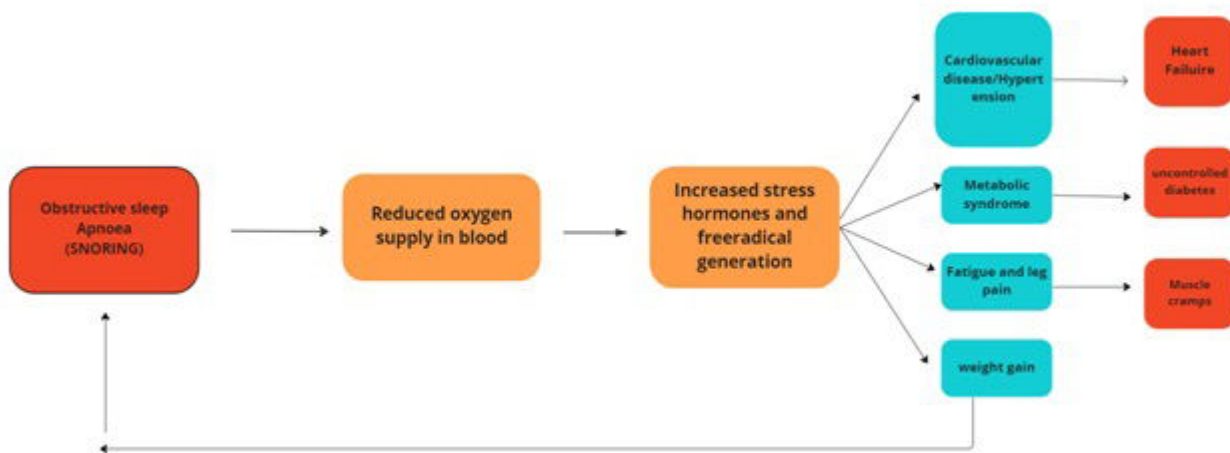 Obstructive sleep
Apnoea
(SNORING)
Reduced oxygen
supply in blood
Increased stress
hormones and
freeradical
generation
Cardiovascular
disease/Hypert
ension
Heart
Failuire
Metabolic
syndrome
uncontrolled
diabetes
Fatigue and leg
pain
Muscle
cramps
weight gain